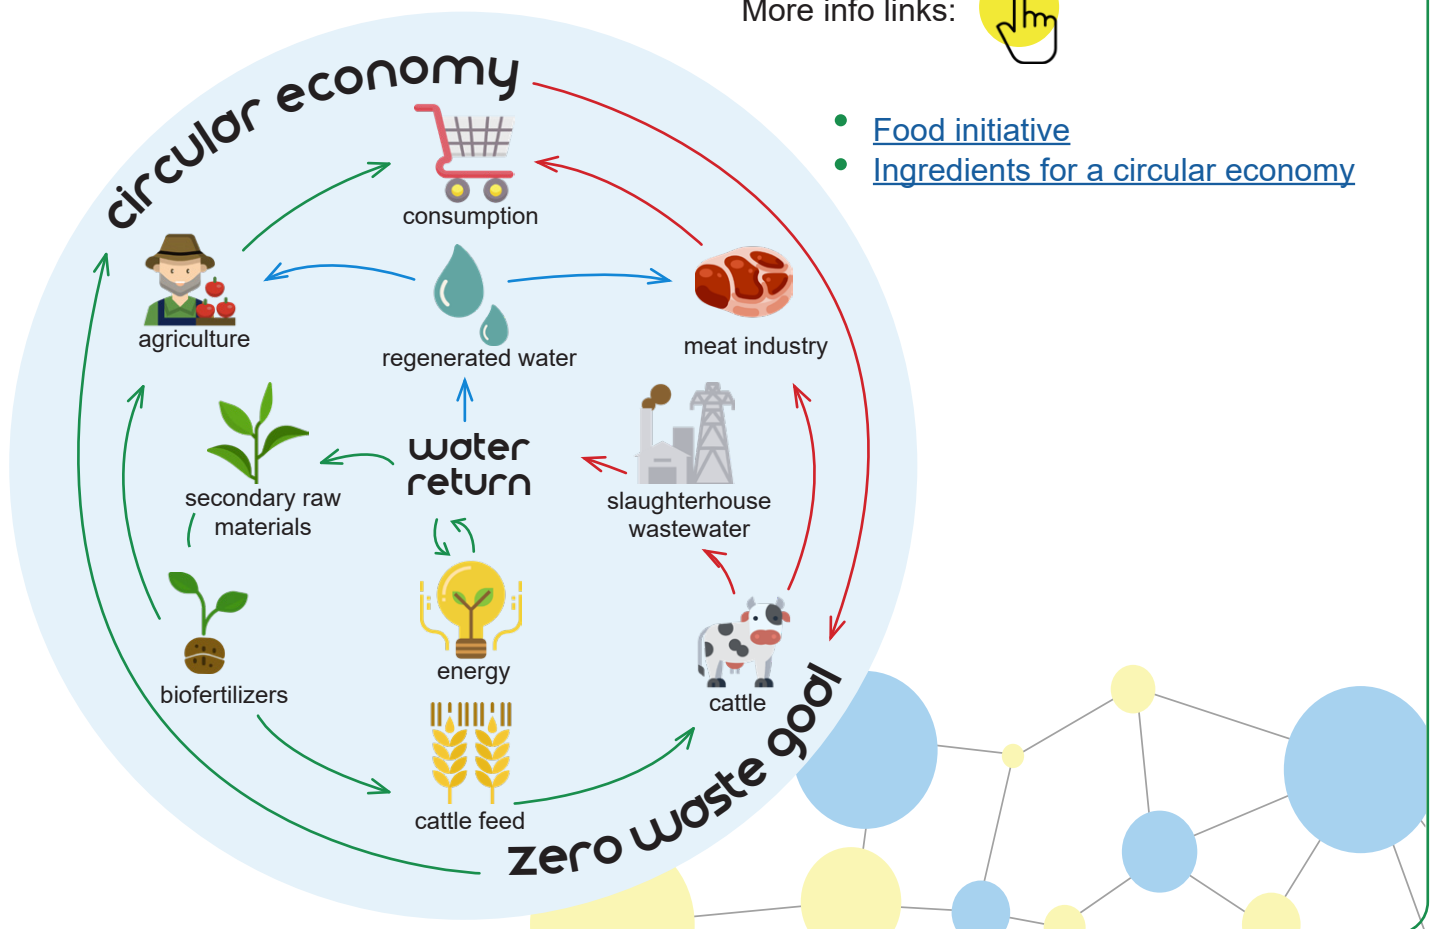 More info links:
circular economy
Food initiative
Ingredients for a circular economy
consumption
agriculture
regenerated water
meat industry
water
return
secondary raw
materials
slaughterhouse
wastewater
energy
biofertilizers
cattle
cattle feed
zero waste goal